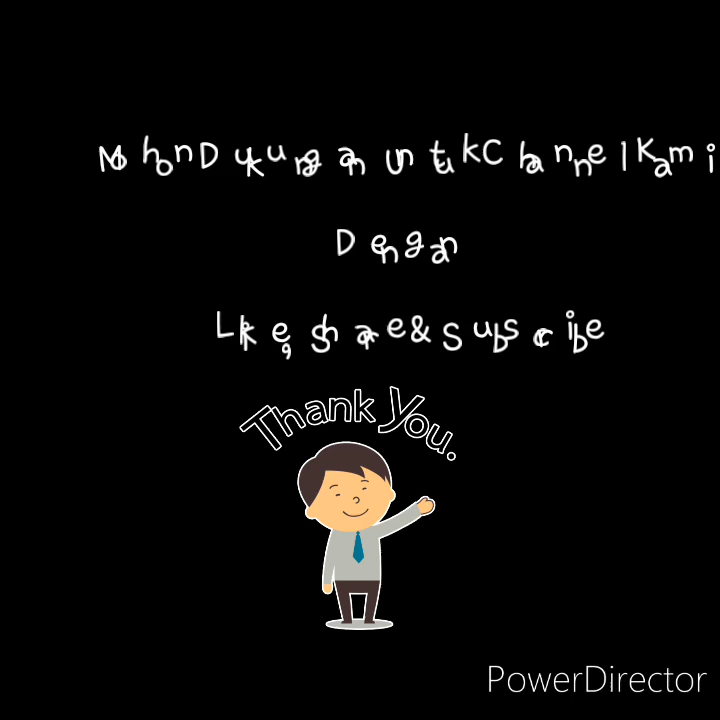 Mohon Dukungan Untuk Channel Kami
Dengan
Like, Share & Subscribe
Thank You.
PowerDirector